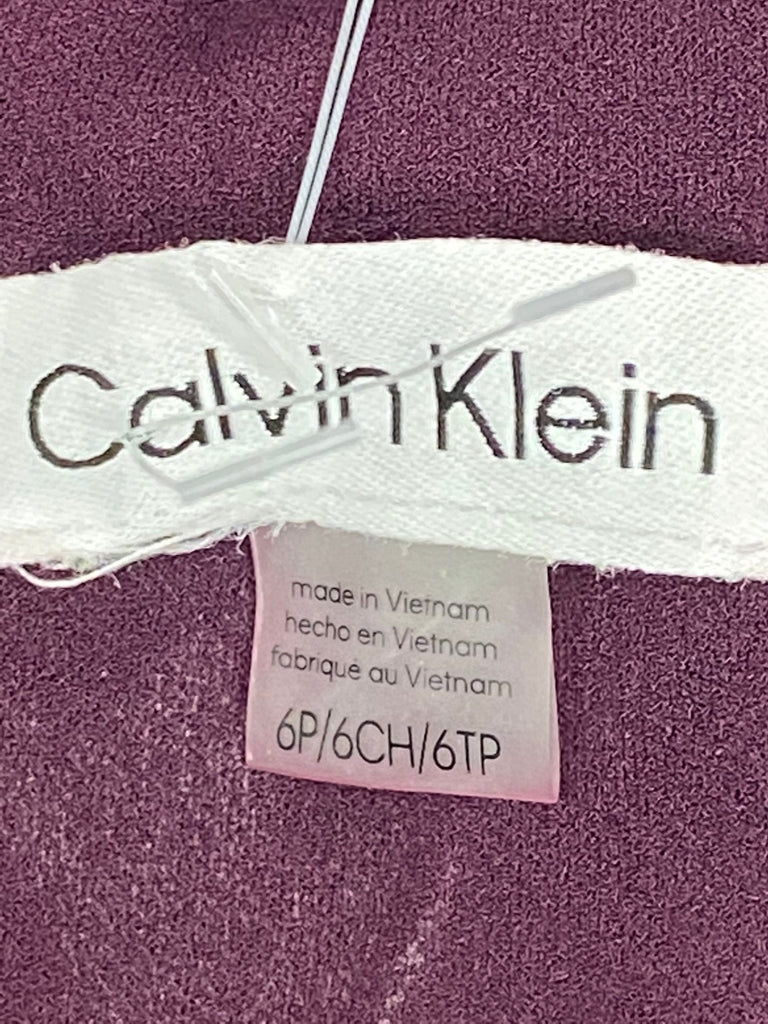 Calvin Klein
made in Vietnam
hecho en Vietnam
fabriqué au Vietnam
6P/6CH/6TP